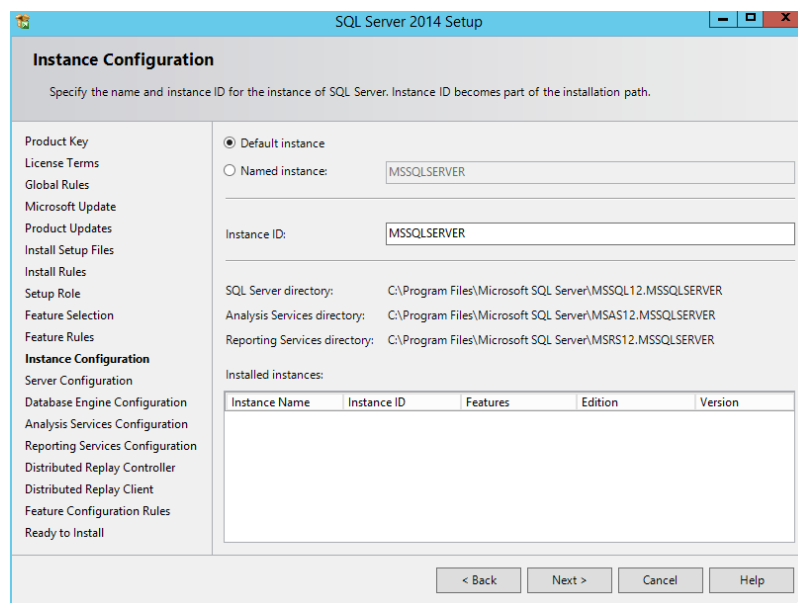 SQL Server 2014 Setup
Instance Configuration
Specify the name and instance ID for the instance of SQL Server. Instance ID becomes part of the installation path.
Product Key
License Terms
Global Rules
Microsoft Update
Product Updates
Install Setup Files
Install Rules
Setup Role
Feature Selection
Feature Rules
Instance Configuration
Server Configuration
Database Engine Configuration
Analysis Services Configuration
Reporting Services Configuration
Distributed Replay Controller
Distributed Replay Client
Feature Configuration Rules
Ready to Install
Default instance
Named instance: MSSQLSERVER
Instance ID: MSSQLSERVER
SQL Server directory: C:\Program Files\Microsoft SQL Server\MSSQL12.MSSQLSERVER
Analysis Services directory: C:\Program Files\Microsoft SQL Server\MSAS12.MSSQLSERVER
Reporting Services directory: C:\Program Files\Microsoft SQL Server\MSRS12.MSSQLSERVER
Installed instances:
Instance Name Instance ID Features Edition Version
< Back Next > Cancel Help